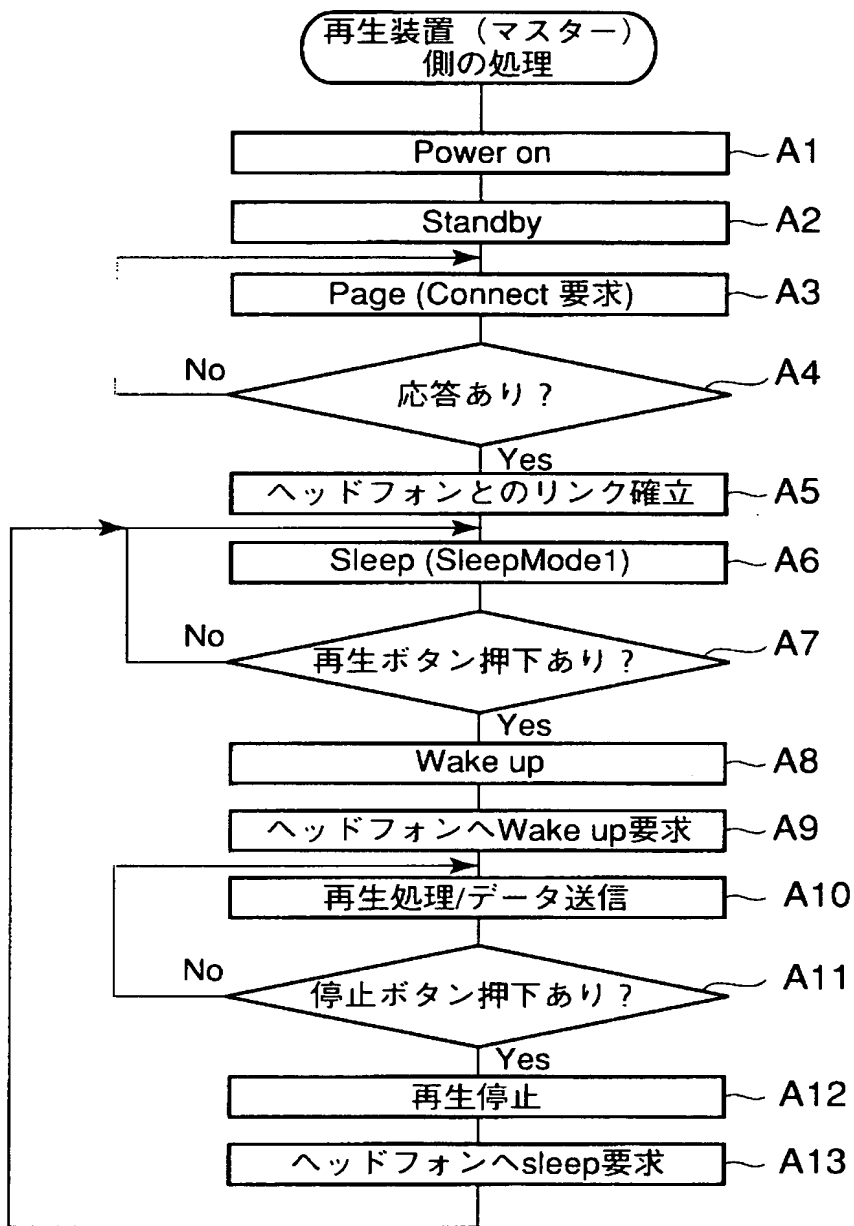 再生装置（マスター）
側の処理
Power on
A1
Standby
A2
Page (Connect 要求)
A3
応答あり？
A4
No
Yes
ヘッドフォンとのリンク確立
A5
Sleep (SleepMode1)
A6
再生ボタン押下あり？
A7
No
Yes
Wake up
A8
ヘッドフォンへWake up要求
A9
再生処理/データ送信
A10
停止ボタン押下あり？
A11
No
Yes
再生停止
A12
ヘッドフォンへsleep要求
A13